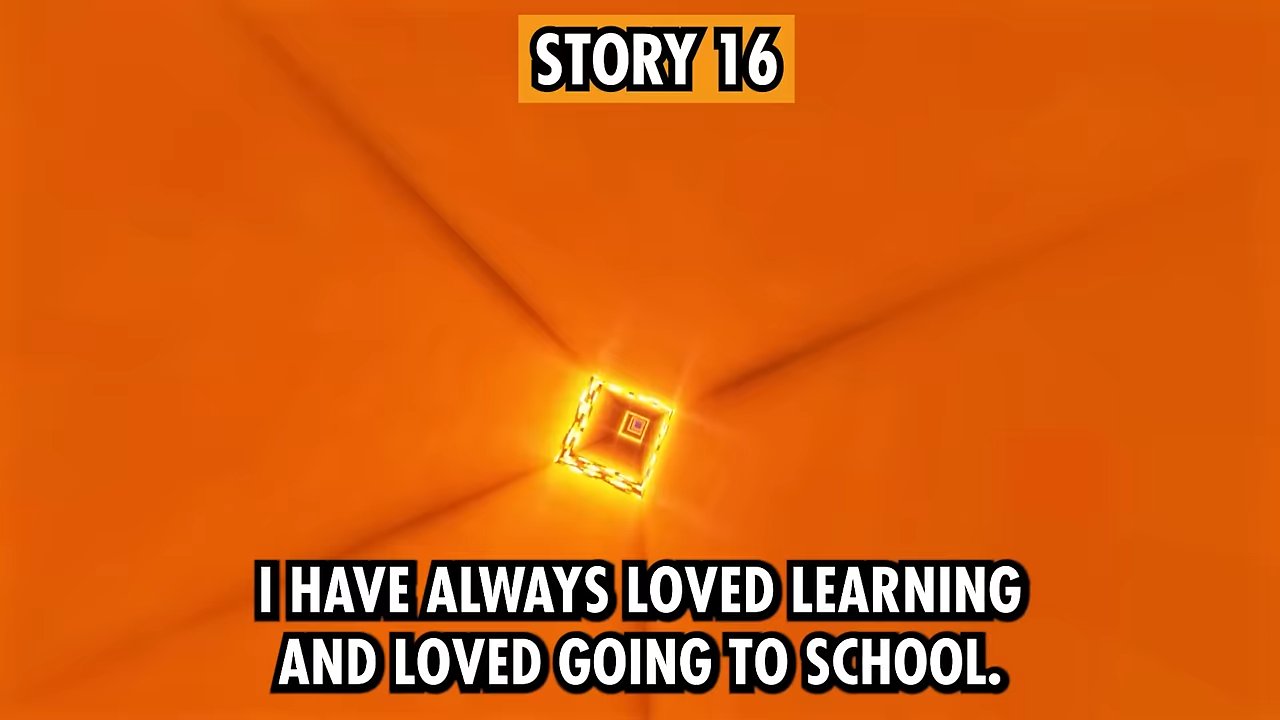 STORY 16
I HAVE ALWAYS LOVED LEARNING
AND LOVED GOING TO SCHOOL.